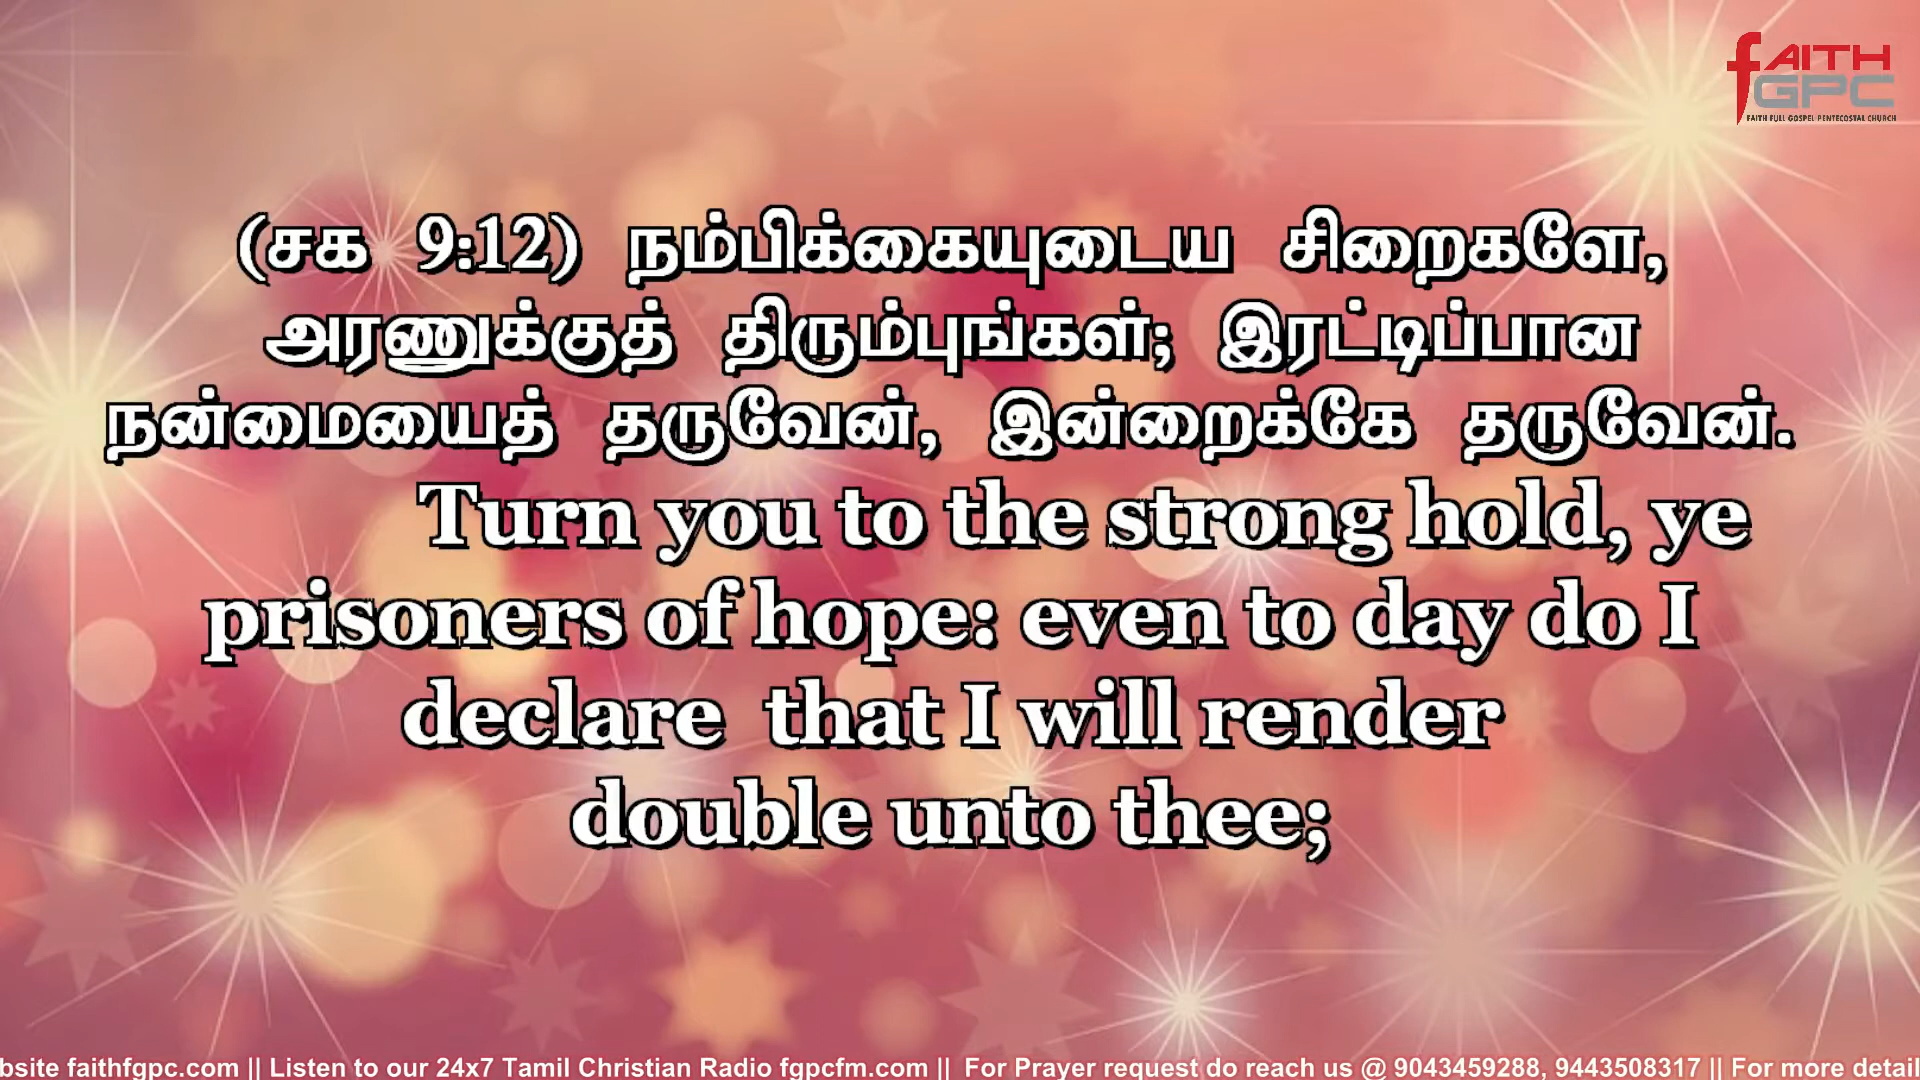 fAITH
GPC
FAITH FULL GOSPEL PENTECOSTAL CHURCH
(சக 9:12) நம்பிக்கையுடைய சிறைகளே,
அரணுக்குத் திரும்புங்கள்; இரட்டிப்பான
நன்மையைத் தருவேன், இன்றைக்கே தருவேன்.
Turn you to the strong hold, ye
prisoners of hope: even to day do I
declare that I will render
double unto thee;
bsite faithfgpc.com || Listen to our 24x7 Tamil Christian Radio fgpcfm.com || For Prayer request do reach us @ 9043459288, 9443508317 || For more detail